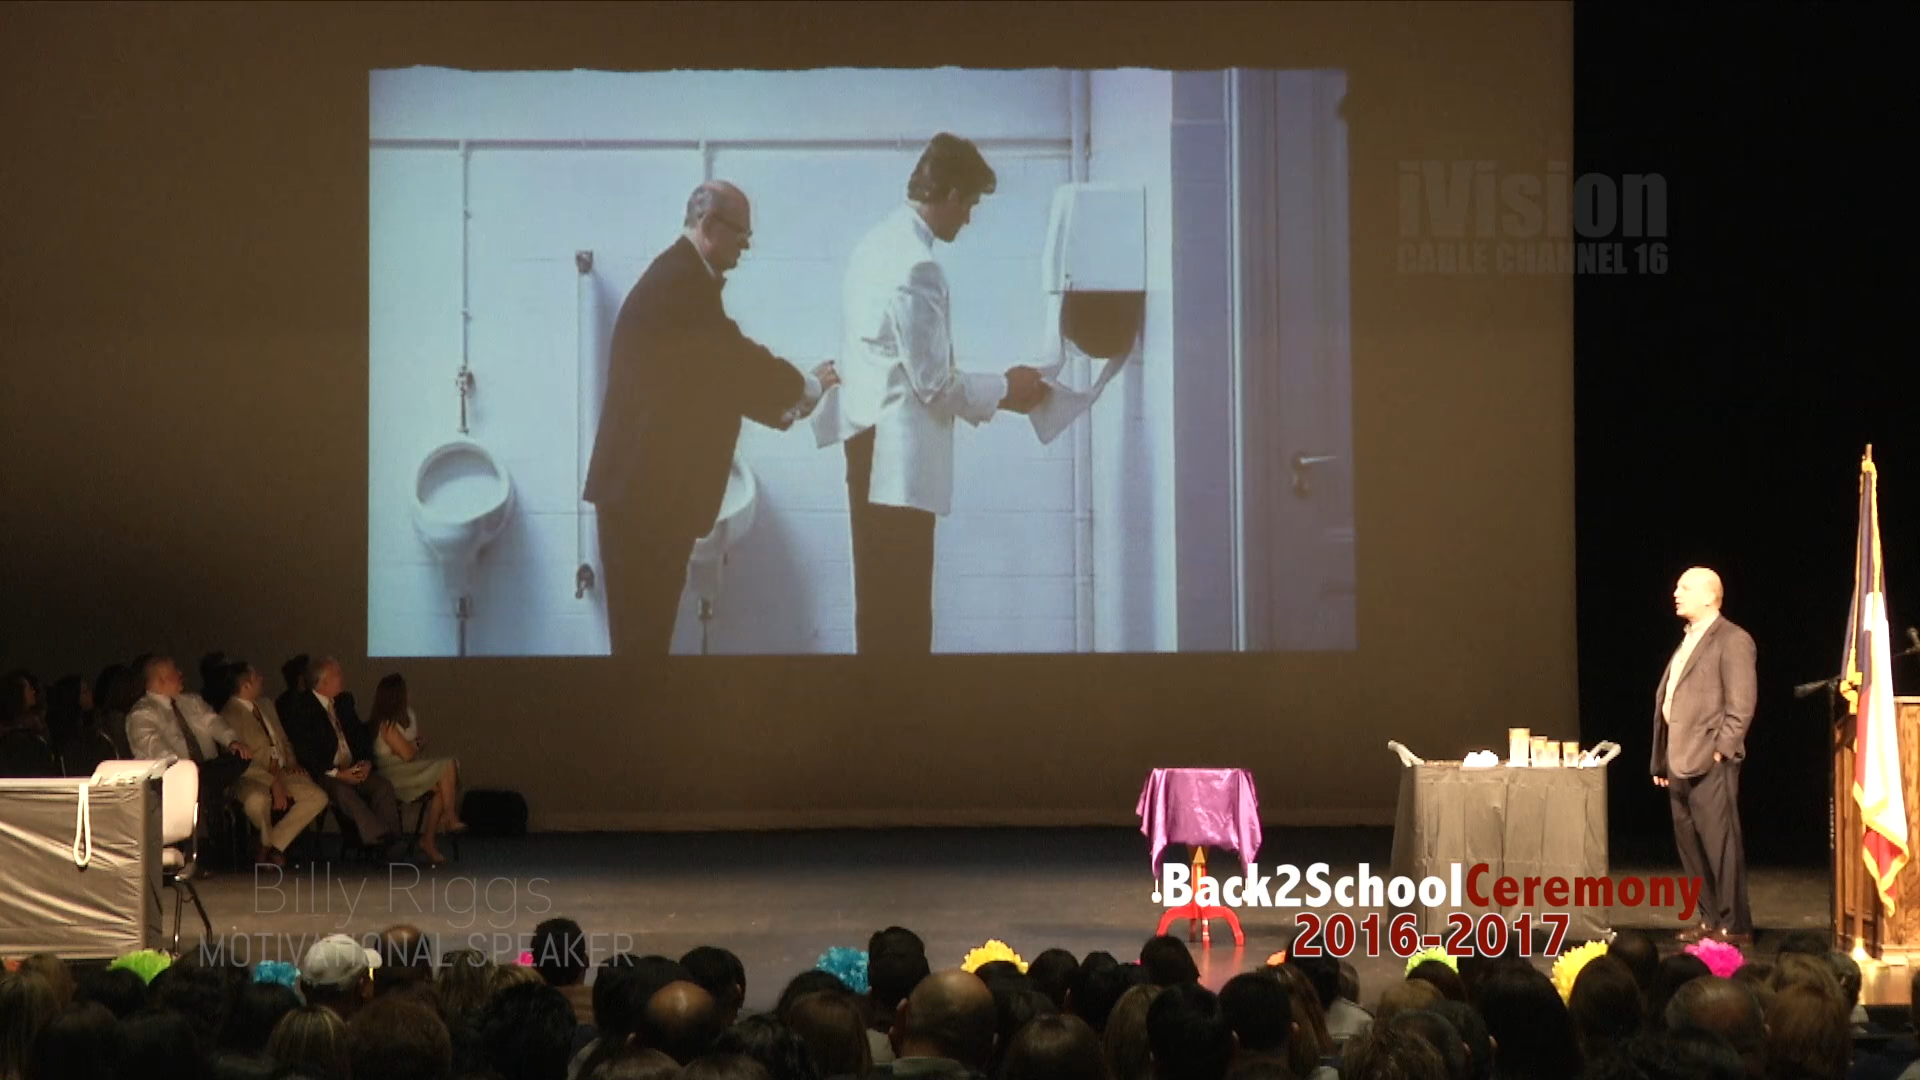 iVision
CABLE CHANNEL 16
Billy Riggs
MOTIVATIONAL SPEAKER
Back2SchoolCeremony
2016-2017